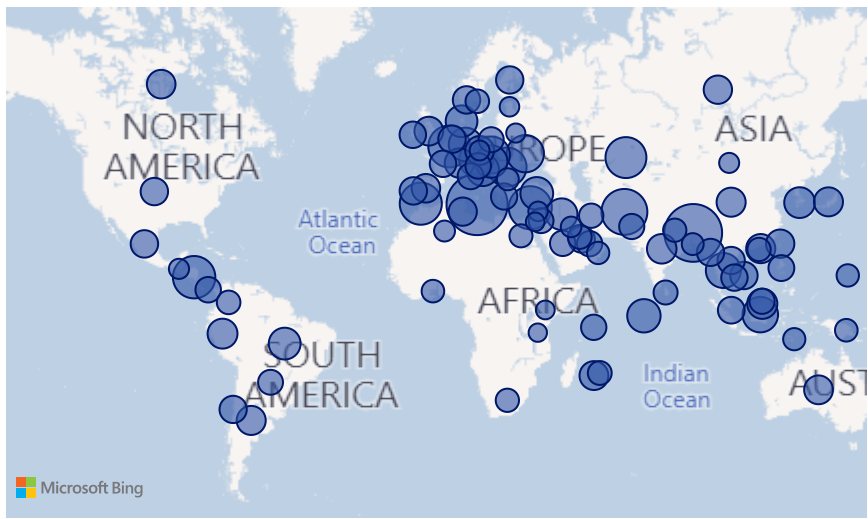 NORTH
AMERICA
ASIA
ROPE
Atlantic
Ocean
AFRICA
SOUTH
AMERICA
Indian
Ocean
AUST
Microsoft Bing